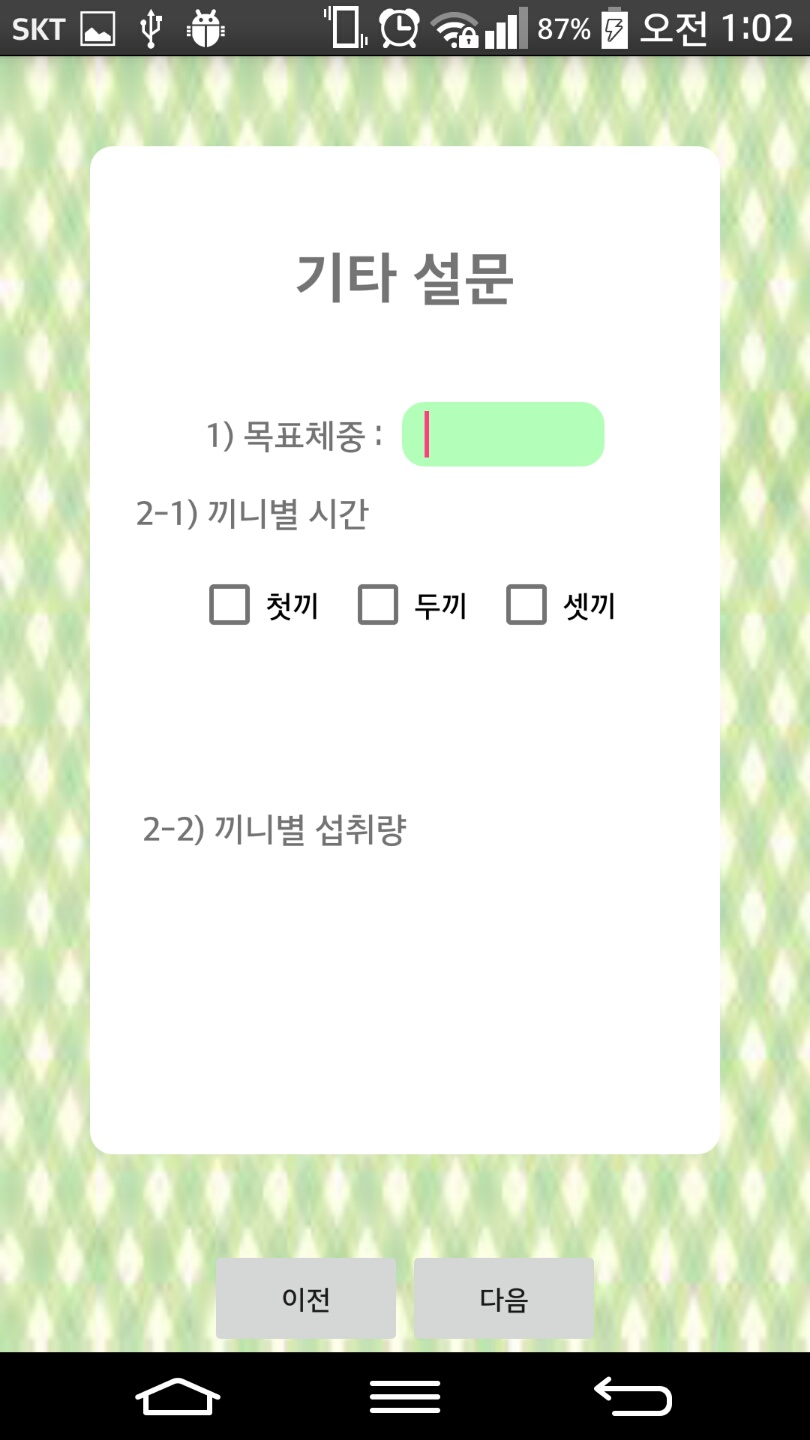 SKT 87% 오전 1:02
기타 설문
1) 목표체중 :
2-1) 끼니별 시간
첫끼 두끼 셋끼
2-2) 끼니별 섭취량
이전 다음